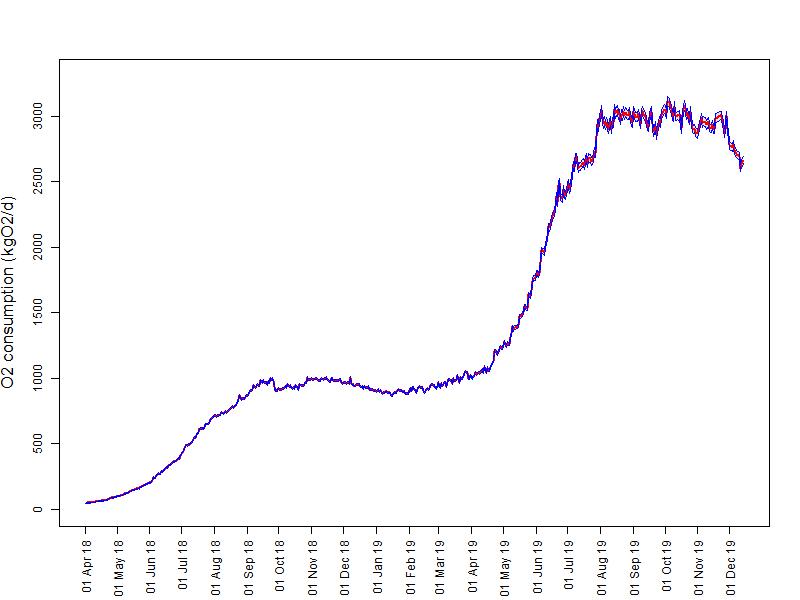 O2 consumption (kgO2/d)
3000
2500
2000
1500
1000
500
0
01 Apr 18
01 May 18
01 Jun 18
01 Jul 18
01 Aug 18
01 Sep 18
01 Oct 18
01 Nov 18
01 Dec 18
01 Jan 19
01 Feb 19
01 Mar 19
01 Apr 19
01 May 19
01 Jun 19
01 Jul 19
01 Aug 19
01 Sep 19
01 Oct 19
01 Nov 19
01 Dec 19